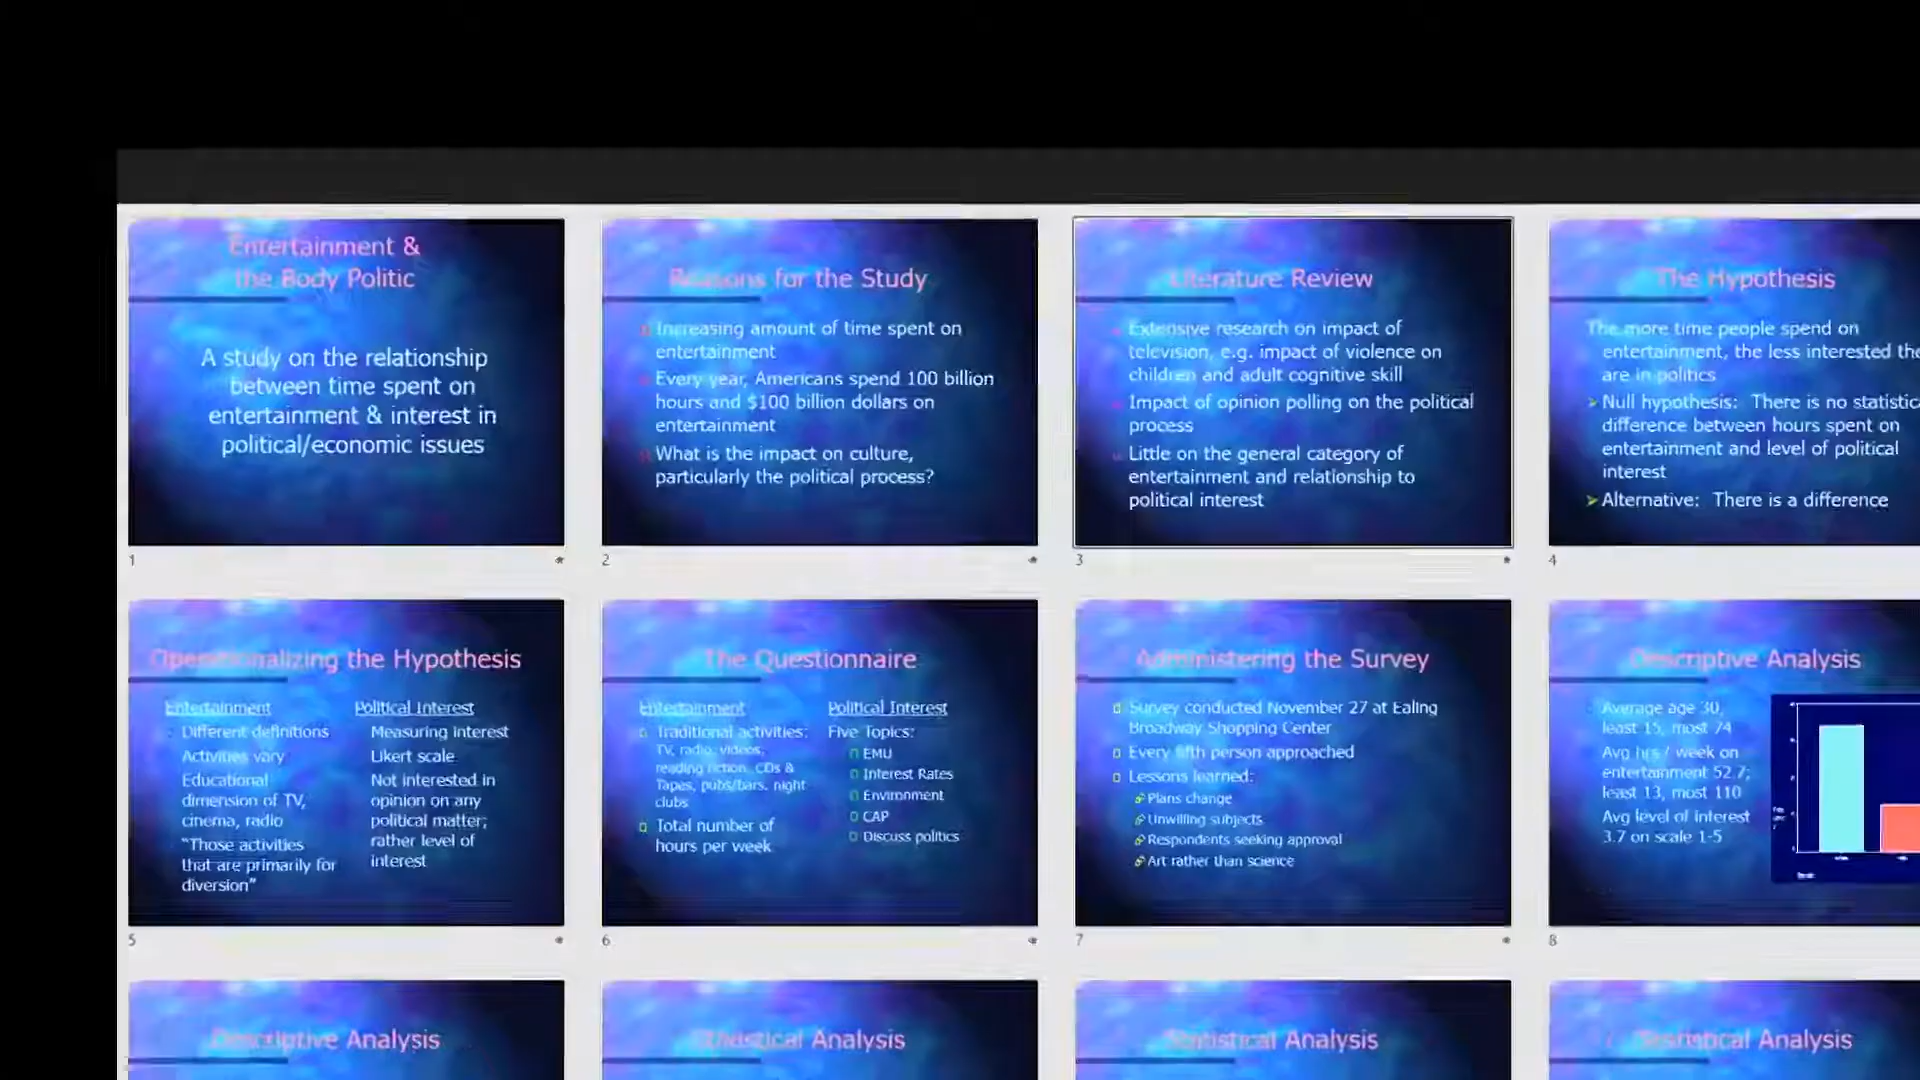 Entertainment &
the Body Politic
A study on the relationship
between time spent on
entertainment & interest in
political/economic issues
1
Reasons for the Study
Increasing amount of time spent on
entertainment
Every year, Americans spend 100 billion
hours and $100 billion dollars on
entertainment
What is the impact on culture,
particularly the political process?
2
Literature Review
Extensive research on impact of
television, e.g. impact of violence on
children and adult cognitive skill
Impact of opinion polling on the political
process
Little on the general category of
entertainment and relationship to
political interest
3
The Hypothesis
The more time people spend on
entertainment, the less interested
are in politics
Null hypothesis: There is no
difference between hours spent on
entertainment and level of political
interest
Alternative: There is a difference
4
Operationalizing the Hypothesis
Entertainment
Different definitions
Activities vary
Educational
dimension of TV,
cinema, radio
"Those activities
that are primarily for
diversion"
Political Interest
Measuring interest
Likert scale
Not interested in
opinion on any
political matter;
rather level of
interest
5
The Questionnaire
Entertainment
Traditional activities:
TV, radio, videos,
reading fiction, CDs &
Tapes, pubs/bars, night
clubs
Total number of
hours per week
Political Interest
Five Topics:
EMU
Interest Rates
Environment
CAP
Discuss politics
6
Administering the Survey
Survey conducted November 27 at Ealing
Broadway Shopping Center
Every fifth person approached
Lessons learned:
Plans change
Unwilling subjects
Respondents seeking approval
Art rather than science
7
Descriptive Analysis
Average age 30,
least 15, most 74
Avg hrs / week on
entertainment 52.7;
least 13, most 110
Avg level of interest
3.7 on scale 1-5
8
Descriptive Analysis
Statistical Analysis
Statistical Analysis
Statistical Analysis